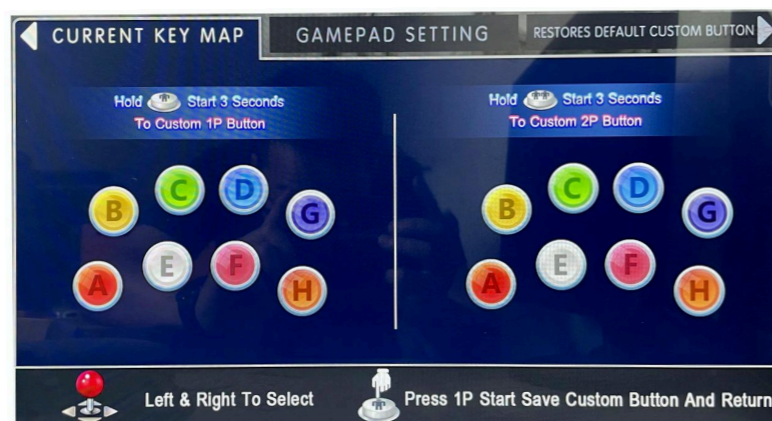 CURRENT KEY MAP
GAMEPAD SETTING
RESTORES DEFAULT CUSTOM BUTTON
Hold Start 3 Seconds
To Custom 1P Button
Hold Start 3 Seconds
To Custom 2P Button
B C D G
A E F H
B C D G
A E F H
Left & Right To Select
Press 1P Start Save Custom Button And Return